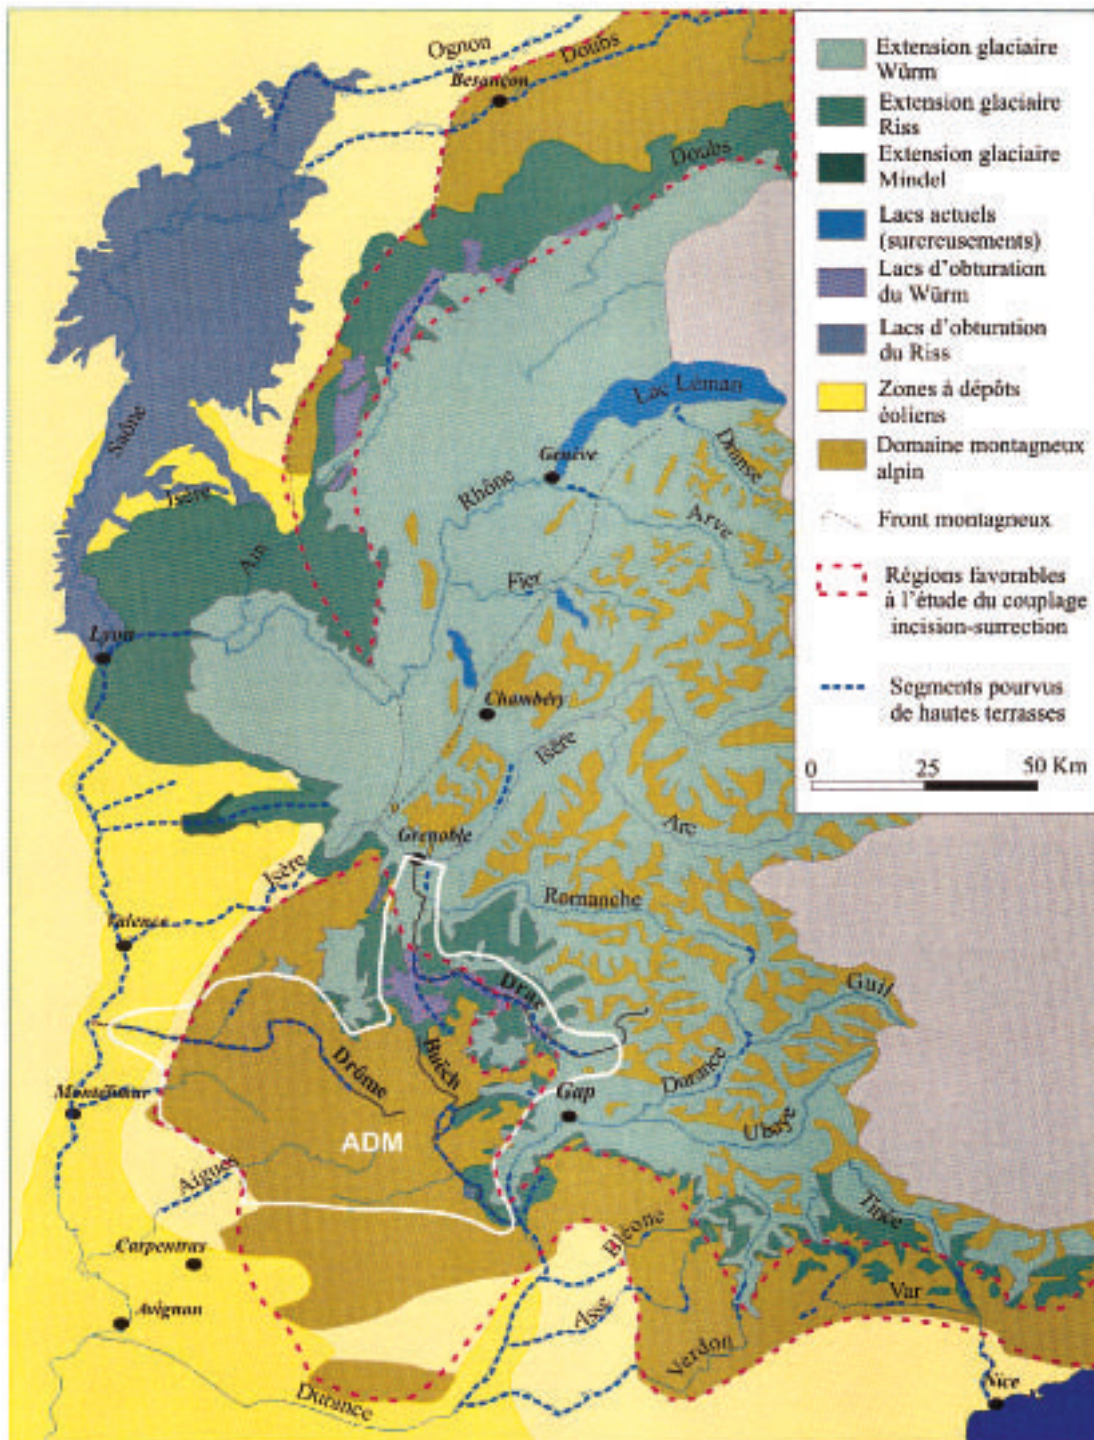 Ognon
Doubs
Besançon
Doubs
Saône
Isère
Ain
Lyon
Rhône
Lac Léman
Genève
Dranse
Arve
Fier
Chambéry
Isère
Arc
Grenoble
Isère
Romanche
Valence
Drac
Guil
Buëch
Drôme
Durance
Gap
Ubaye
Montélimar
ADM
Aigues
Tinée
Bléone
Carpentras
Var
Asse
Avignon
Verdon
Durance
Nice
Extension glaciaire
Würm
Extension glaciaire
Riss
Extension glaciaire
Mindel
Lacs actuels
(surcreusements)
Lacs d'obturation
du Würm
Lacs d'obturation
du Riss
Zones à dépôts
éoliens
Domaine montagneux
alpin
Front montagneux
Régions favorables
à l'étude du couplage
incision-surrection
Segments pourvus
de hautes terrasses
0 25 50 Km